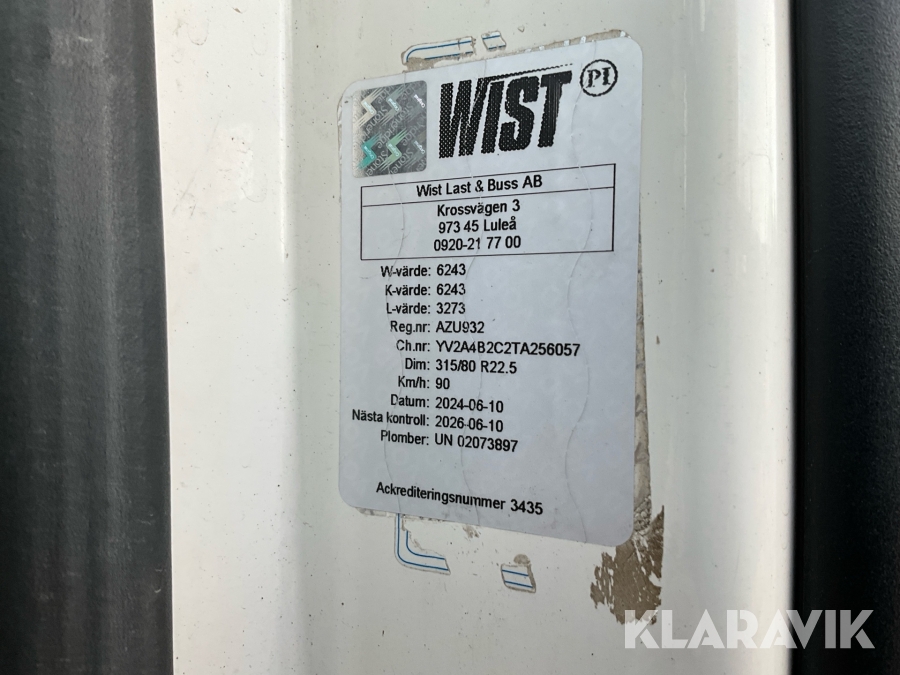 WIST
PI
Wist Last & Buss AB
Krossvägen 3
973 45 Luleå
0920-21 77 00
W-värde: 6243
K-värde: 6243
L-värde: 3273
Reg.nr: AZU932
Ch.nr: YV2A4B2C2TA256057
Dim: 315/80 R22.5
Km/h: 90
Datum: 2024-06-10
Nästa kontroll: 2026-06-10
Plomber: UN 02073897
Ackrediteringsnummer 3435
KLARAVIK